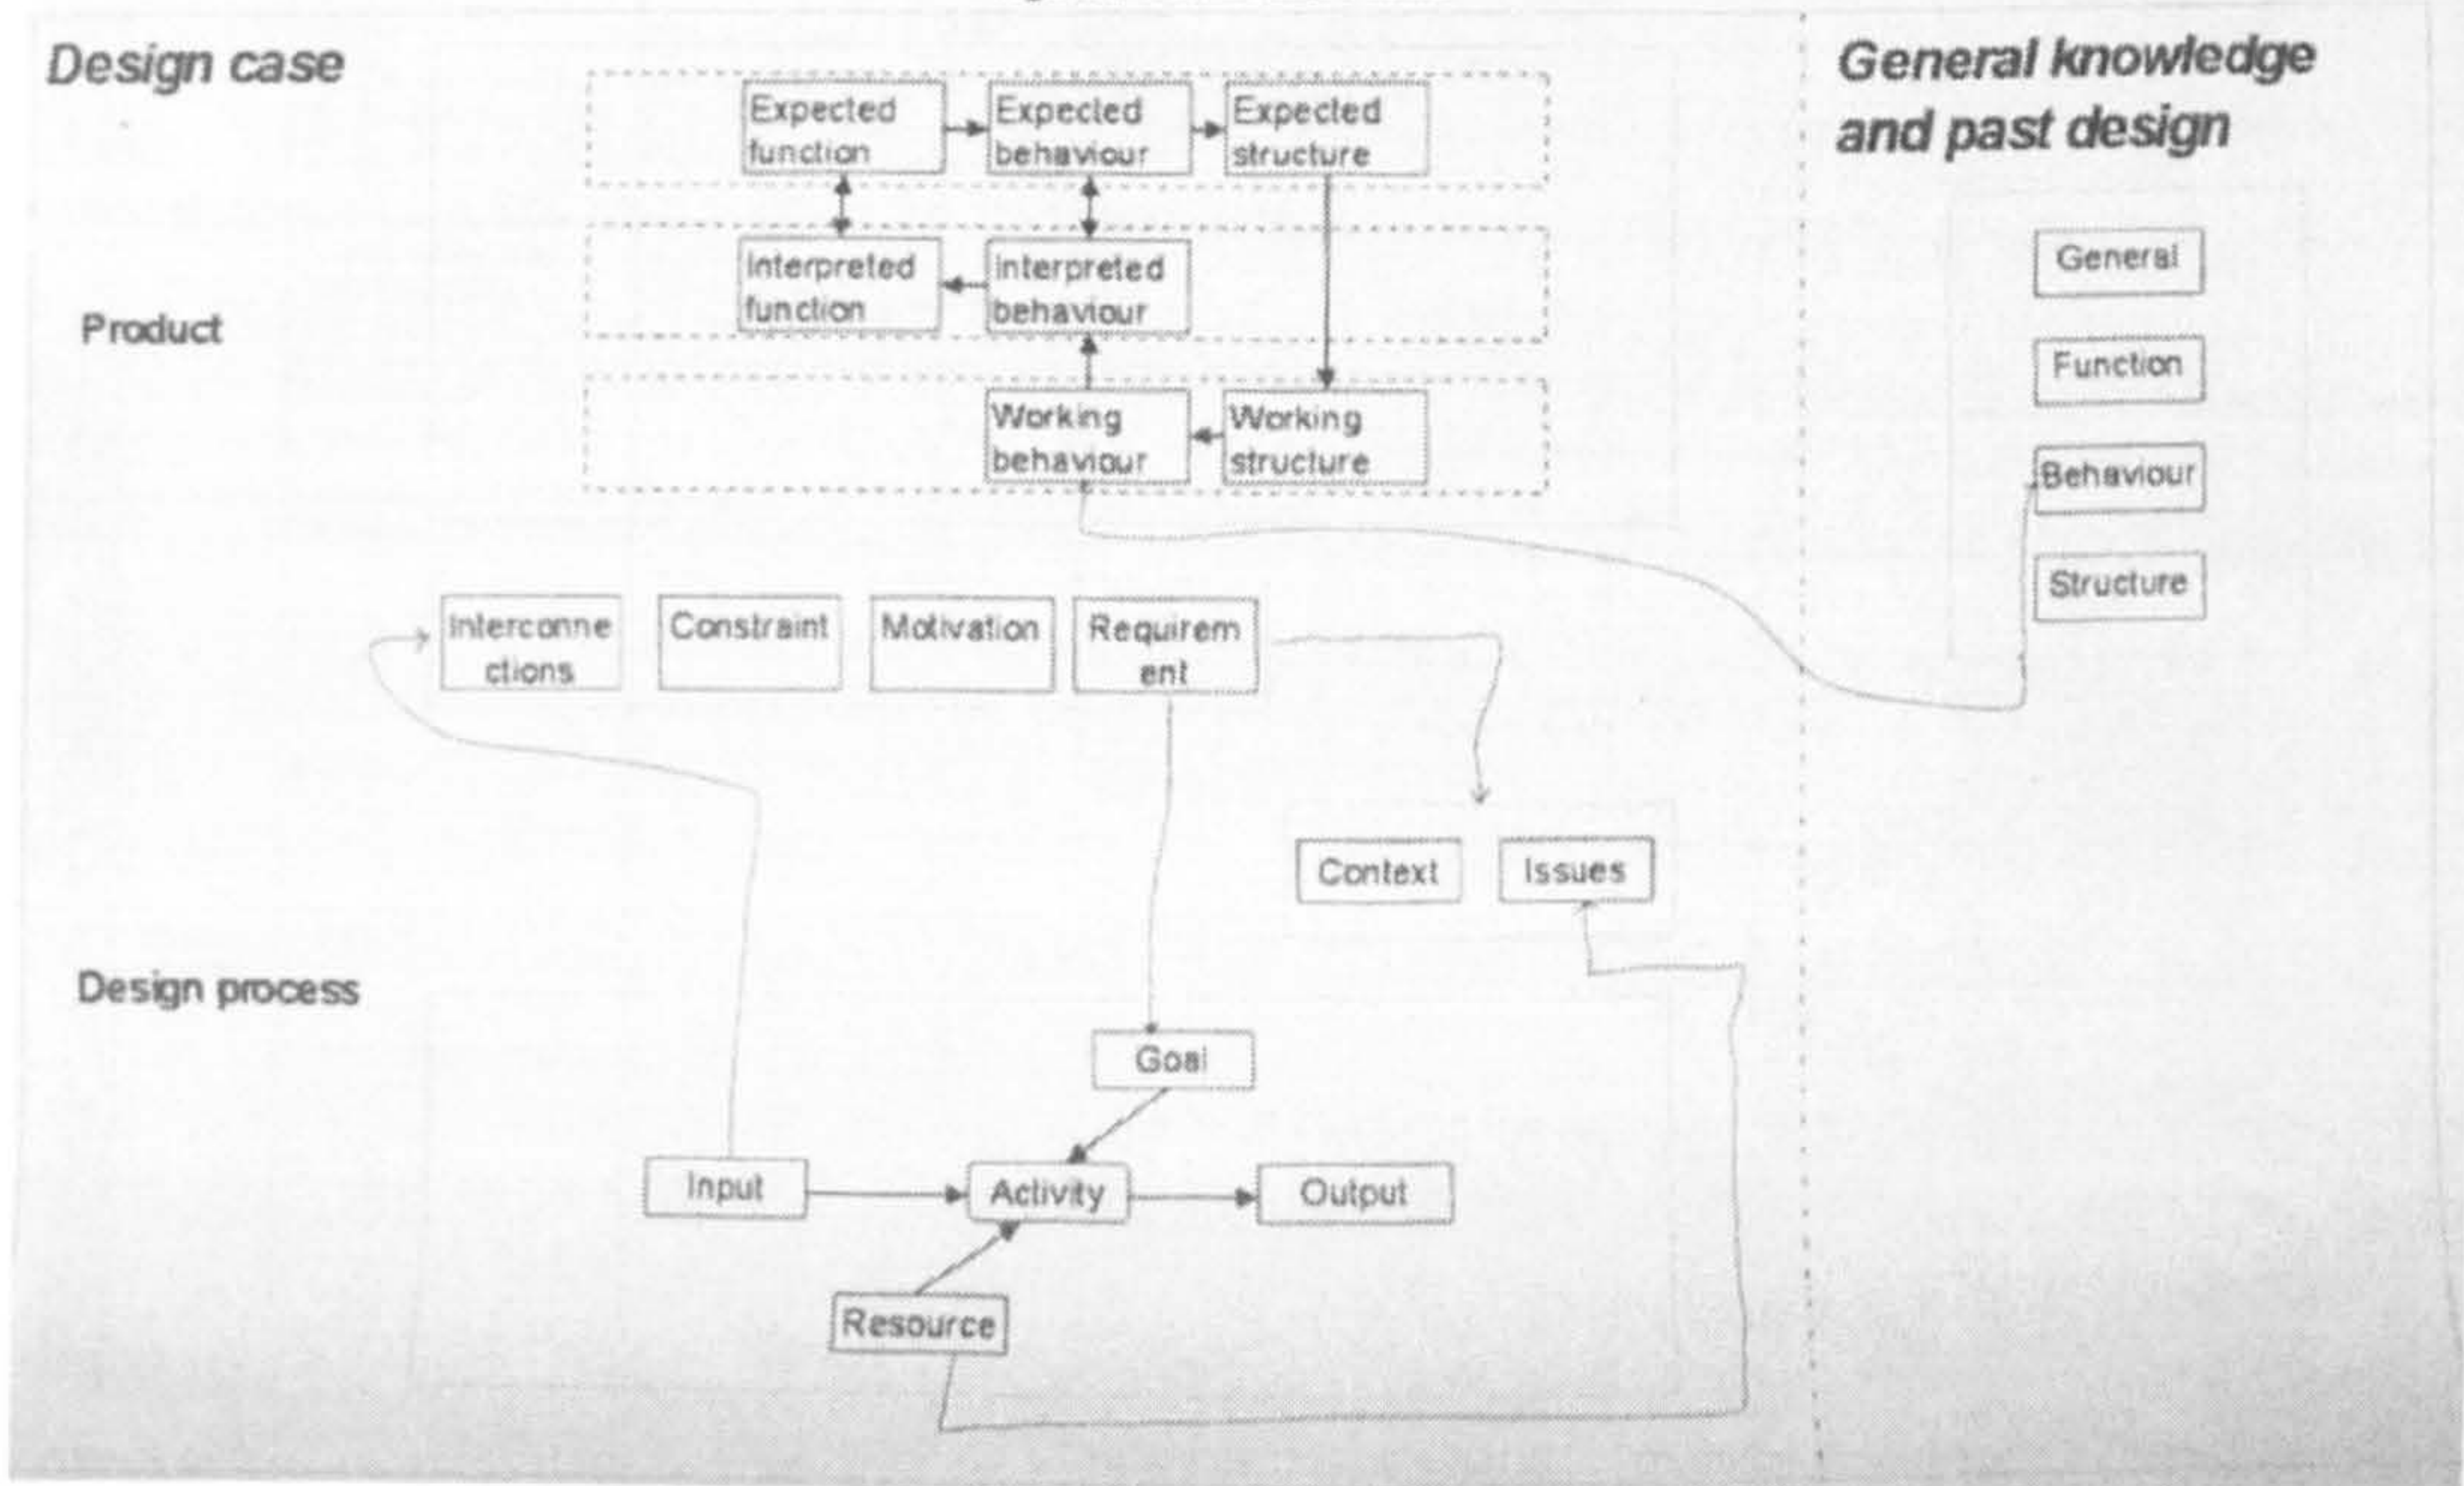 Design case
General knowledge
and past design
Expected
function
Expected
behaviour
Expected
structure
Interpreted
function
Interpreted
behaviour
Product
Working
behaviour
Working
structure
General
Function
Behaviour
Structure
Interconne
ctions
Constraint
Motivation
Requirem
ent
Context
Issues
Design process
Goal
Input
Activity
Output
Resource